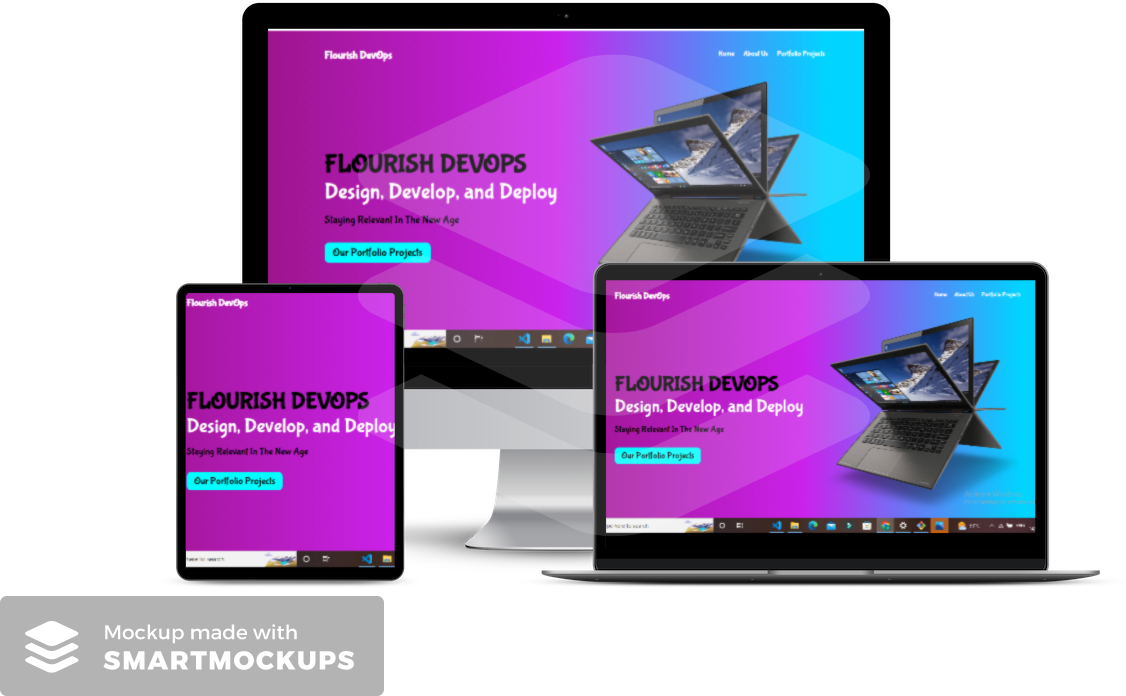 Flourish DevOps
Home About Us Portfolio Projects
FLOURISH DEVOPS
Design, Develop, and Deploy
Staying Relevant In The New Age
Our Portfolio Projects
Flourish DevOps
FLOURISH DEVOPS
Design, Develop, and Deploy
Staying Relevant In The New Age
Our Portfolio Projects
Flourish DevOps
Home About Us Portfolio Projects
FLOURISH DEVOPS
Design, Develop, and Deploy
Staying Relevant In The New Age
Our Portfolio Projects
to search
Mockup made with
SMARTMOCKUPS